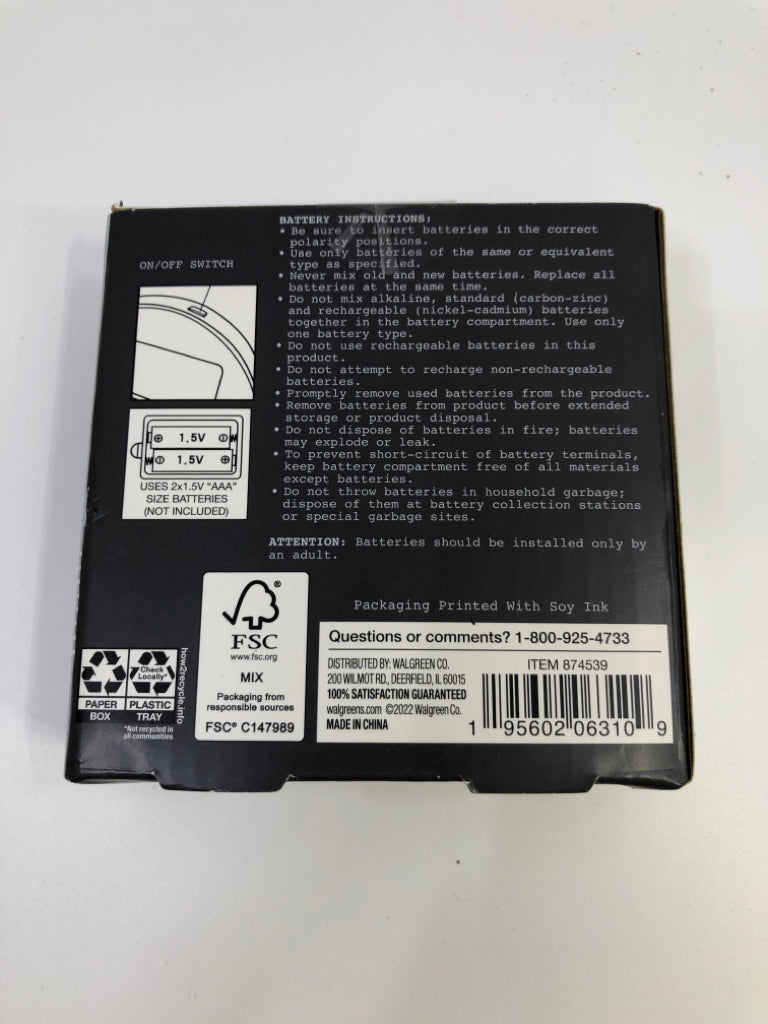 BATTERY INSTRUCTIONS:
• Be sure to insert batteries in the correct
polarity positions.
• Use only batteries of the same or equivalent
type as specified.
• Never mix old and new batteries. Replace all
batteries at the same time.
• Do not mix alkaline, standard (carbon-zinc)
and rechargeable (nickel-cadmium) batteries
together in the battery compartment. Use only
one battery type.
• Do not use rechargeable batteries in this
product.
• Do not attempt to recharge non-rechargeable
batteries.
• Promptly remove used batteries from the product.
• Remove batteries from product before extended
storage or product disposal.
• Do not dispose of batteries in fire; batteries
may explode or leak.
• To prevent short-circuit of battery terminals,
keep battery compartment free of all materials
except batteries.
• Do not throw batteries in household garbage;
dispose of them at battery collection stations
or special garbage sites.
ATTENTION: Batteries should be installed only by
an adult.
ON/OFF SWITCH
1.5V
1.5V
USES 2x1.5V "AAA"
SIZE BATTERIES
(NOT INCLUDED)
Packaging Printed With Soy Ink
Check
Locally*
PAPER PLASTIC
BOX TRAY
*Not recycled in
all communities
how2recycle.info
®
FSC
www.fsc.org
MIX
Packaging from
responsible sources
FSC® C147989
Questions or comments? 1-800-925-4733
DISTRIBUTED BY: WALGREEN CO.
200 WILMOT RD., DEERFIELD, IL 60015
100% SATISFACTION GUARANTEED
walgreens.com ©2022 Walgreen Co.
MADE IN CHINA
ITEM 874539
1 95602 06310 9